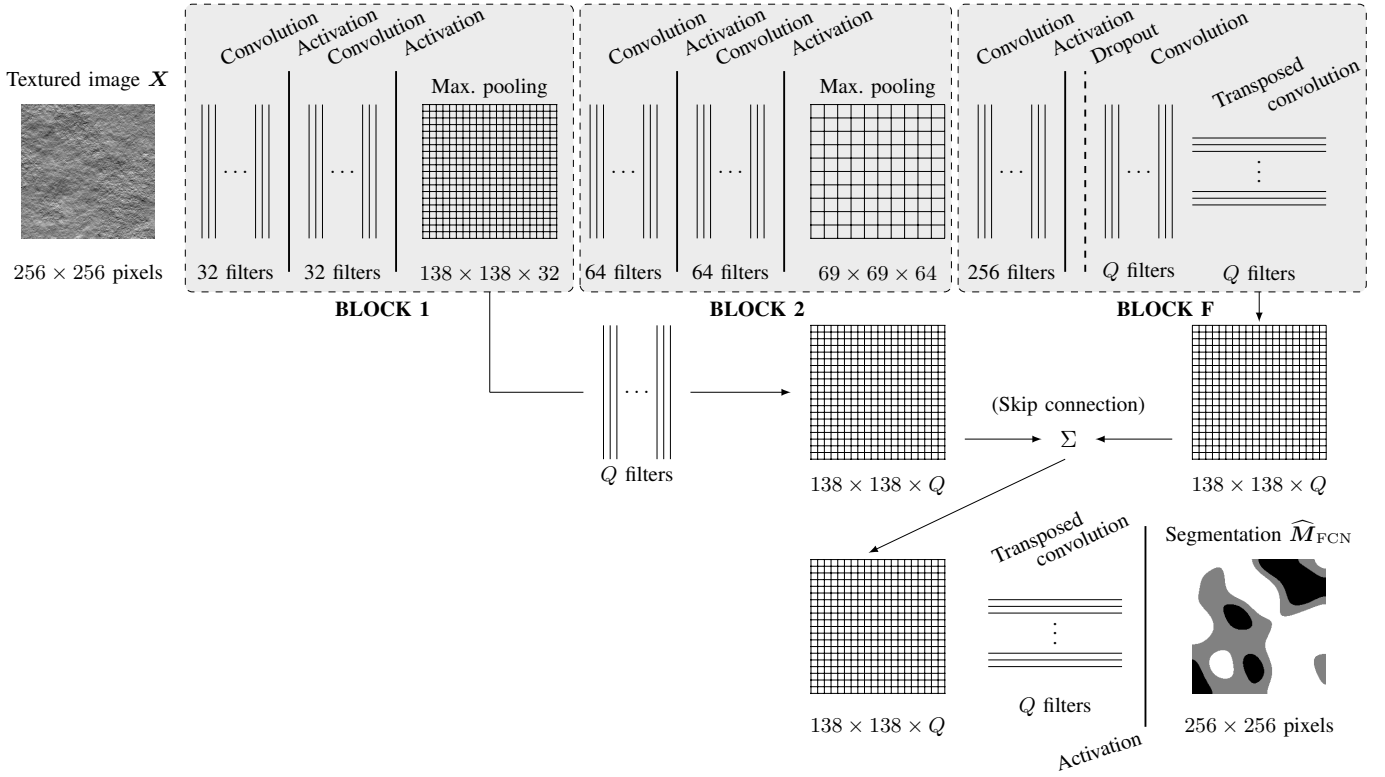 Textured image X
256 × 256 pixels
Convolution
Activation
Convolution
Activation
Max. pooling
32 filters
32 filters
138 × 138 × 32
BLOCK 1
Convolution
Activation
Convolution
Activation
Max. pooling
64 filters
64 filters
69 × 69 × 64
BLOCK 2
Convolution
Activation
Dropout
Convolution
Transposed
convolution
256 filters
Q filters
Q filters
BLOCK F
Q filters
138 × 138 × Q
(Skip connection)
Σ
138 × 138 × Q
138 × 138 × Q
Transposed
convolution
Q filters
Activation
Segmentation M̂FCN
256 × 256 pixels